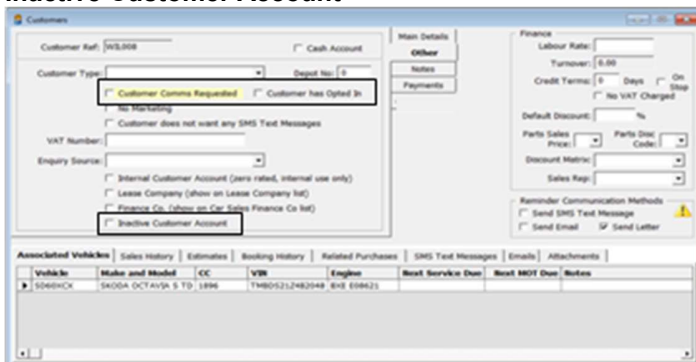 Inactive Customer Account
Customers
Customer Ref: WIL008
Cash Account
Customer Type:
Depot No: 0
Customer Comms Requested
Customer has Opted In
No Marketing
Customer does not want any SMS Text Messages
VAT Number:
Enquiry Source:
Internal Customer Account (zero rated, internal use only)
Lease Company (show on Lease Company list)
Finance Co. (show on Car Sales Finance Co list)
Inactive Customer Account
Main Details
Other
Notes
Payments
Finance
Labour Rate:
Turnover: 0.00
Credit Terms: 0 Days On Stop
No VAT Charged
Default Discount: %
Parts Sales Price: Parts Disc Code:
Discount Matrix:
Sales Rep:
Reminder Communication Methods
Send SMS Text Message
Send Email Send Letter
Associated Vehicles Sales History Estimates Booking History Related Purchases SMS Text Messages Emails Attachments
Vehicle Make and Model CC VIN Engine Next Service Due Next MOT Due Notes
SKODA OCTAVIA S TD 1896